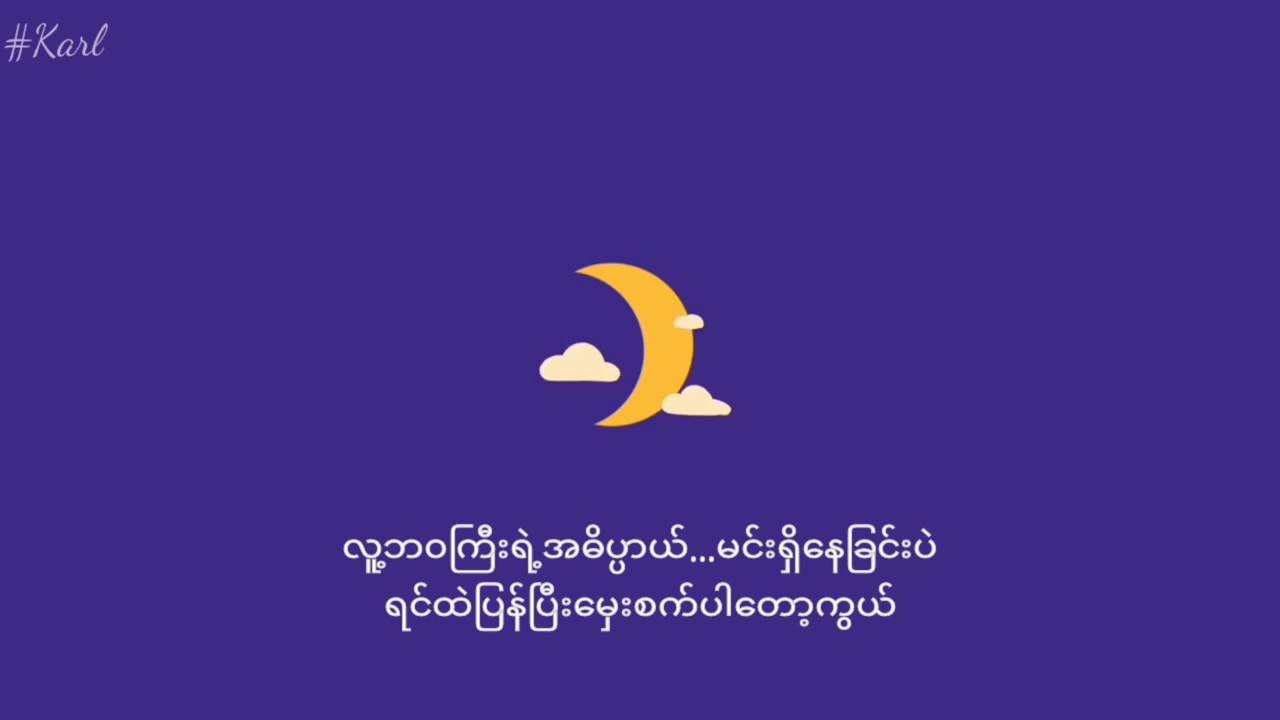 #Karl
လူ့ဘဝကြီးရဲ့အဓိပ္ပာယ်...မင်းရှိနေခြင်းပဲ
ရင်ထဲပြန်ပြီးမှေးစက်ပါတော့ကွယ်